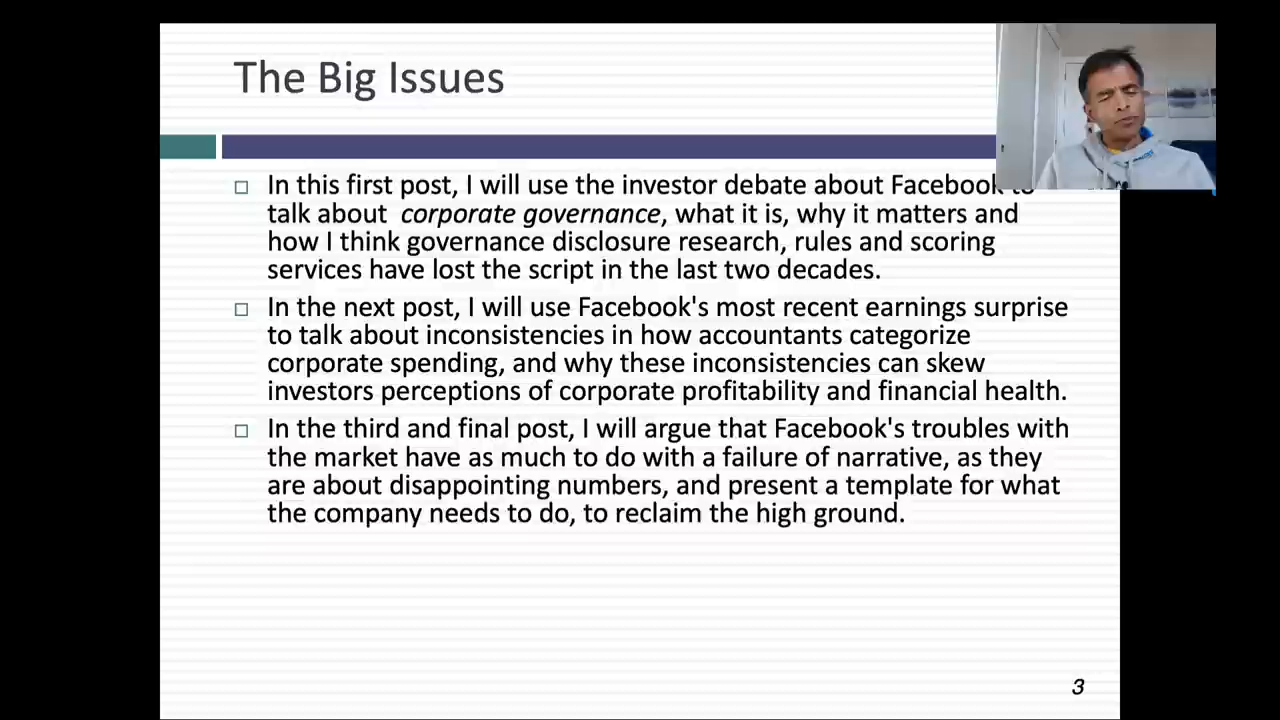 The Big Issues
In this first post, I will use the investor debate about Facebook to
talk about corporate governance, what it is, why it matters and
how I think governance disclosure research, rules and scoring
services have lost the script in the last two decades.
In the next post, I will use Facebook's most recent earnings surprise
to talk about inconsistencies in how accountants categorize
corporate spending, and why these inconsistencies can skew
investors perceptions of corporate profitability and financial health.
In the third and final post, I will argue that Facebook's troubles with
the market have as much to do with a failure of narrative, as they
are about disappointing numbers, and present a template for what
the company needs to do, to reclaim the high ground.
3